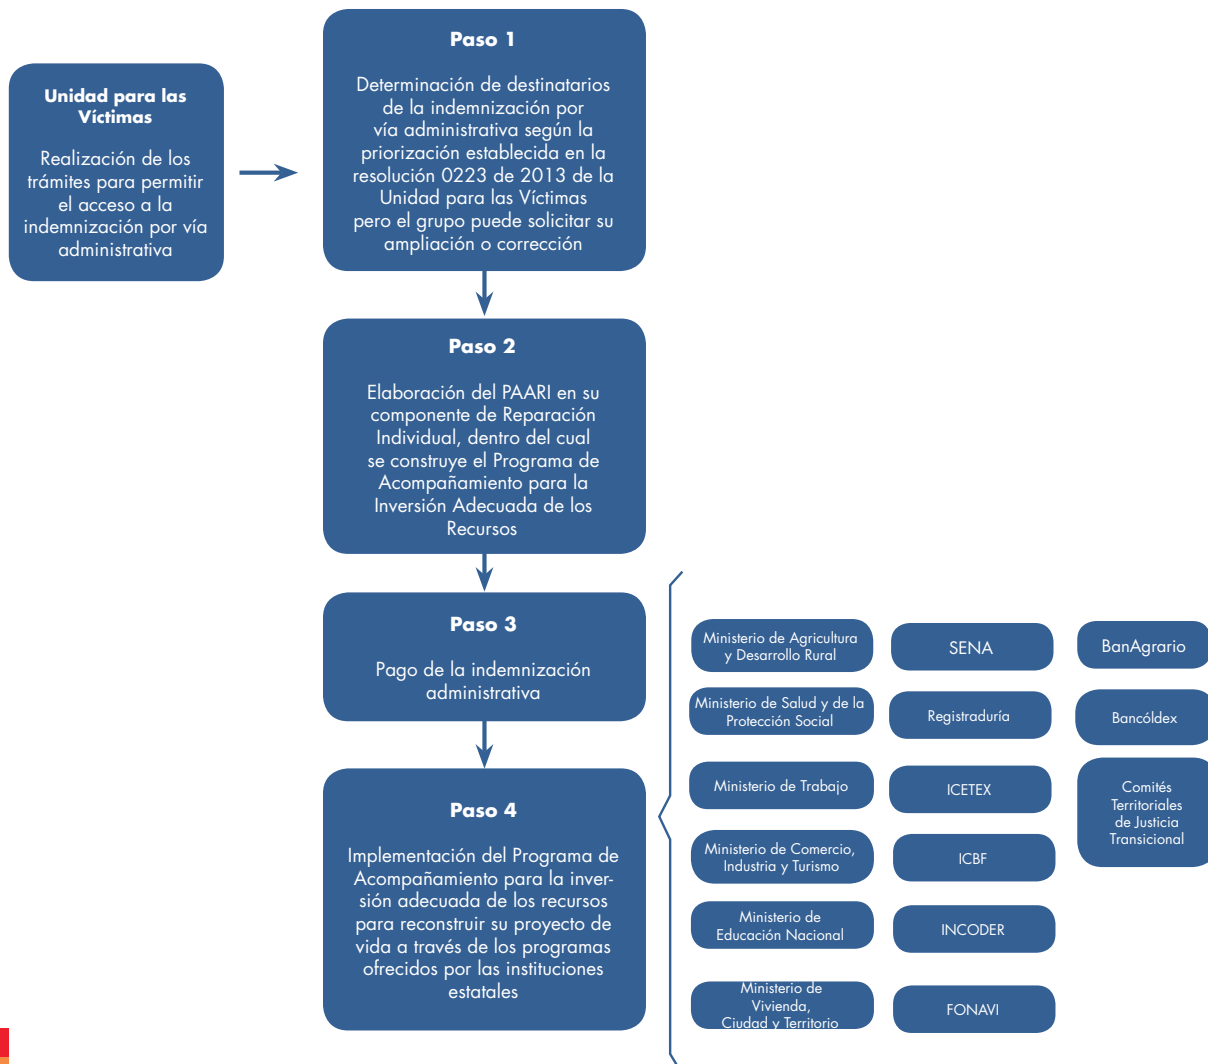 Unidad para las
Víctimas
Realización de los
trámites para permitir
el acceso a la
indemnización por vía
administrativa
Paso 1
Determinación de destinatarios
de la indemnización por
vía administrativa según la
priorización establecida en la
resolución 0223 de 2013 de la
Unidad para las Víctimas
pero el grupo puede solicitar su
ampliación o corrección
Paso 2
Elaboración del PAARI en su
componente de Reparación
Individual, dentro del cual
se construye el Programa de
Acompañamiento para la
Inversión Adecuada de los
Recursos
Paso 3
Pago de la indemnización
administrativa
Paso 4
Implementación del Programa de
Acompañamiento para la inver-
sión adecuada de los recursos
para reconstruir su proyecto de
vida a través de los programas
ofrecidos por las instituciones
estatales
Ministerio de Agricultura
y Desarrollo Rural
Ministerio de Salud y de la
Protección Social
Ministerio de Trabajo
Ministerio de Comercio,
Industria y Turismo
Ministerio de
Educación Nacional
Ministerio de
Vivienda,
Ciudad y Territorio
SENA
Registraduría
ICETEX
ICBF
INCODER
FONAVI
BanAgrario
Bancóldex
Comités
Territoriales
de Justicia
Transicional